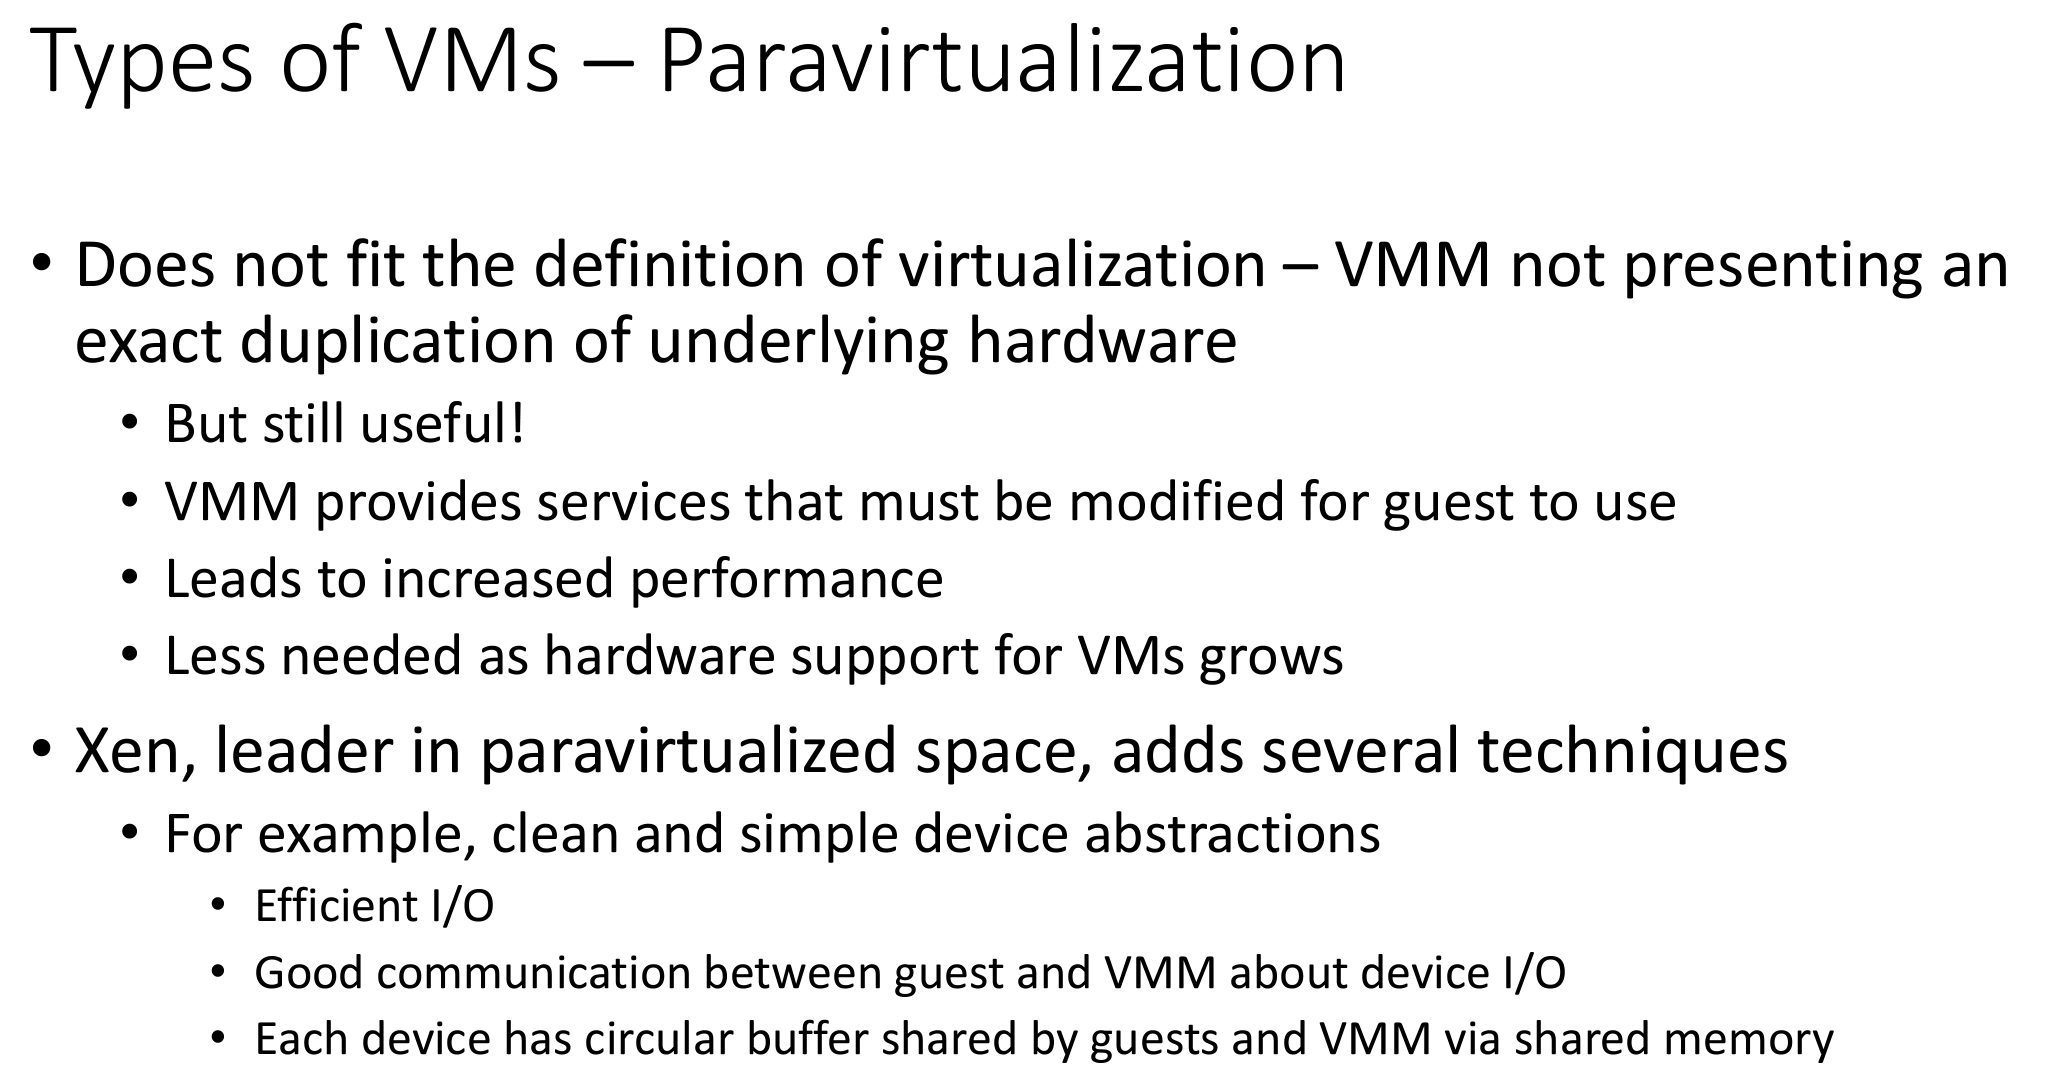 Types of VMs – Paravirtualization
• Does not fit the definition of virtualization – VMM not presenting an
exact duplication of underlying hardware
• But still useful!
• VMM provides services that must be modified for guest to use
• Leads to increased performance
• Less needed as hardware support for VMs grows
• Xen, leader in paravirtualized space, adds several techniques
• For example, clean and simple device abstractions
• Efficient I/O
• Good communication between guest and VMM about device I/O
• Each device has circular buffer shared by guests and VMM via shared memory